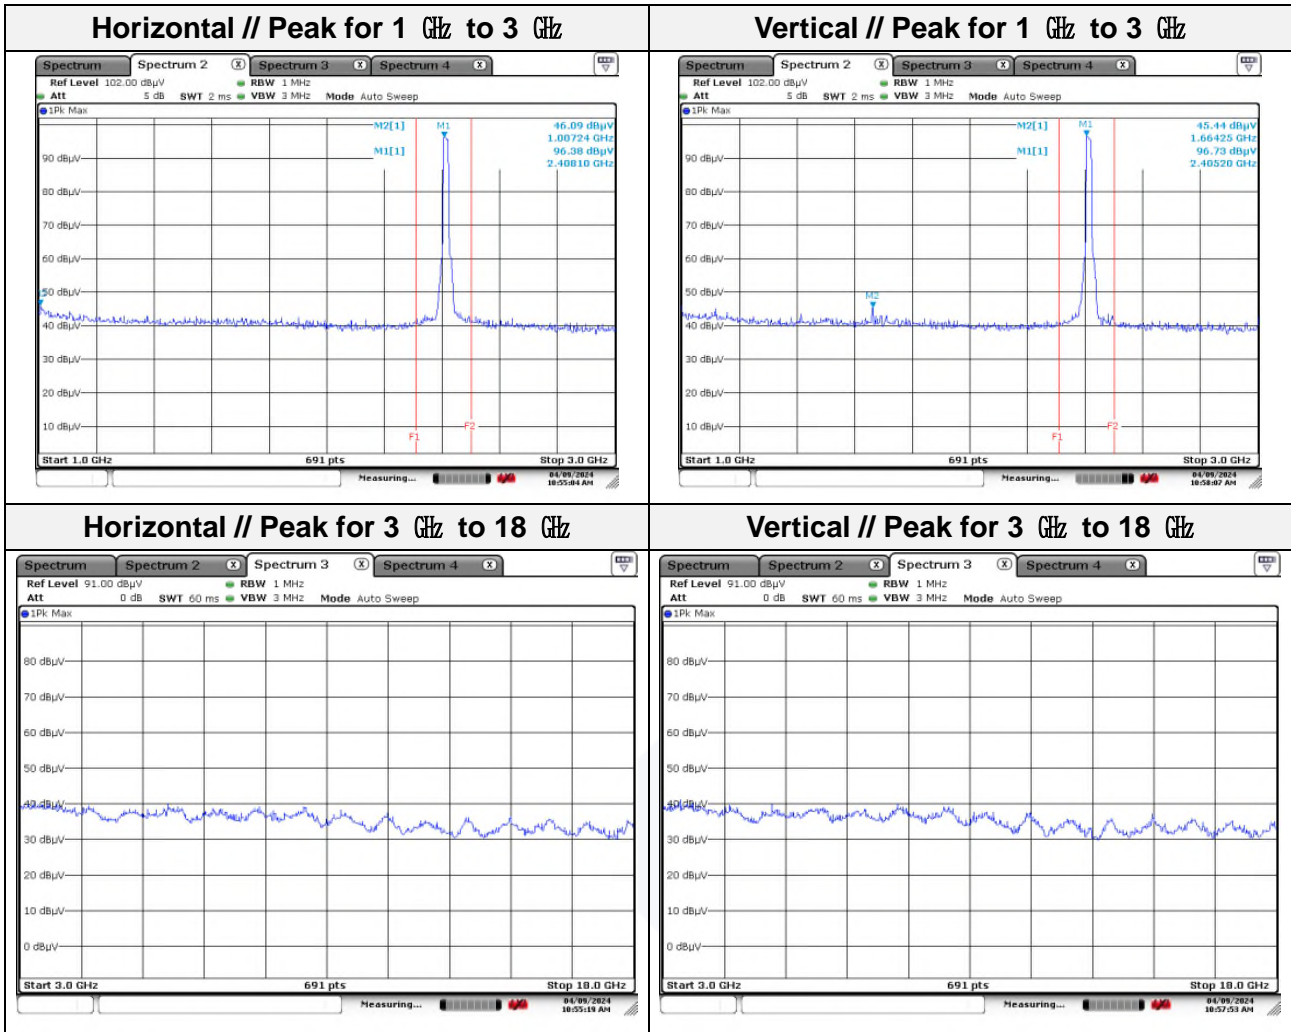 Horizontal // Peak for 1 ㎓ to 3 ㎓
Vertical // Peak for 1 ㎓ to 3 ㎓
Spectrum Spectrum 2 X Spectrum 3 X Spectrum 4 X
Ref Level 102.00 dBµV RBW 1 MHz
Att 5 dB SWT 2 ms VBW 3 MHz Mode Auto Sweep
1Pk Max
M2[1] 46.09 dBµV
1.00724 GHz
M1[1] 96.38 dBµV
2.40810 GHz
M1
90 dBµV
80 dBµV
70 dBµV
60 dBµV
50 dBµV
40 dBµV
30 dBµV
20 dBµV
10 dBµV
F1
F2
Start 1.0 GHz 691 pts Stop 3.0 GHz
Measuring... 04/09/2024
10:55:04 AM
Spectrum Spectrum 2 X Spectrum 3 X Spectrum 4 X
Ref Level 102.00 dBµV RBW 1 MHz
Att 5 dB SWT 2 ms VBW 3 MHz Mode Auto Sweep
1Pk Max
M2[1] 45.44 dBµV
1.66425 GHz
M1[1] 96.73 dBµV
2.40520 GHz
M1
90 dBµV
80 dBµV
70 dBµV
60 dBµV
50 dBµV
M2
40 dBµV
30 dBµV
20 dBµV
10 dBµV
F1
F2
Start 1.0 GHz 691 pts Stop 3.0 GHz
Measuring... 04/09/2024
10:58:07 AM
Horizontal // Peak for 3 ㎓ to 18 ㎓
Vertical // Peak for 3 ㎓ to 18 ㎓
Spectrum Spectrum 2 X Spectrum 3 X Spectrum 4 X
Ref Level 91.00 dBµV RBW 1 MHz
Att 0 dB SWT 60 ms VBW 3 MHz Mode Auto Sweep
1Pk Max
80 dBµV
70 dBµV
60 dBµV
50 dBµV
40 dBµV
30 dBµV
20 dBµV
10 dBµV
0 dBµV
Start 3.0 GHz 691 pts Stop 18.0 GHz
Measuring... 04/09/2024
10:55:19 AM
Spectrum Spectrum 2 X Spectrum 3 X Spectrum 4 X
Ref Level 91.00 dBµV RBW 1 MHz
Att 0 dB SWT 60 ms VBW 3 MHz Mode Auto Sweep
1Pk Max
80 dBµV
70 dBµV
60 dBµV
50 dBµV
40 dBµV
30 dBµV
20 dBµV
10 dBµV
0 dBµV
Start 3.0 GHz 691 pts Stop 18.0 GHz
Measuring... 04/09/2024
10:57:53 AM